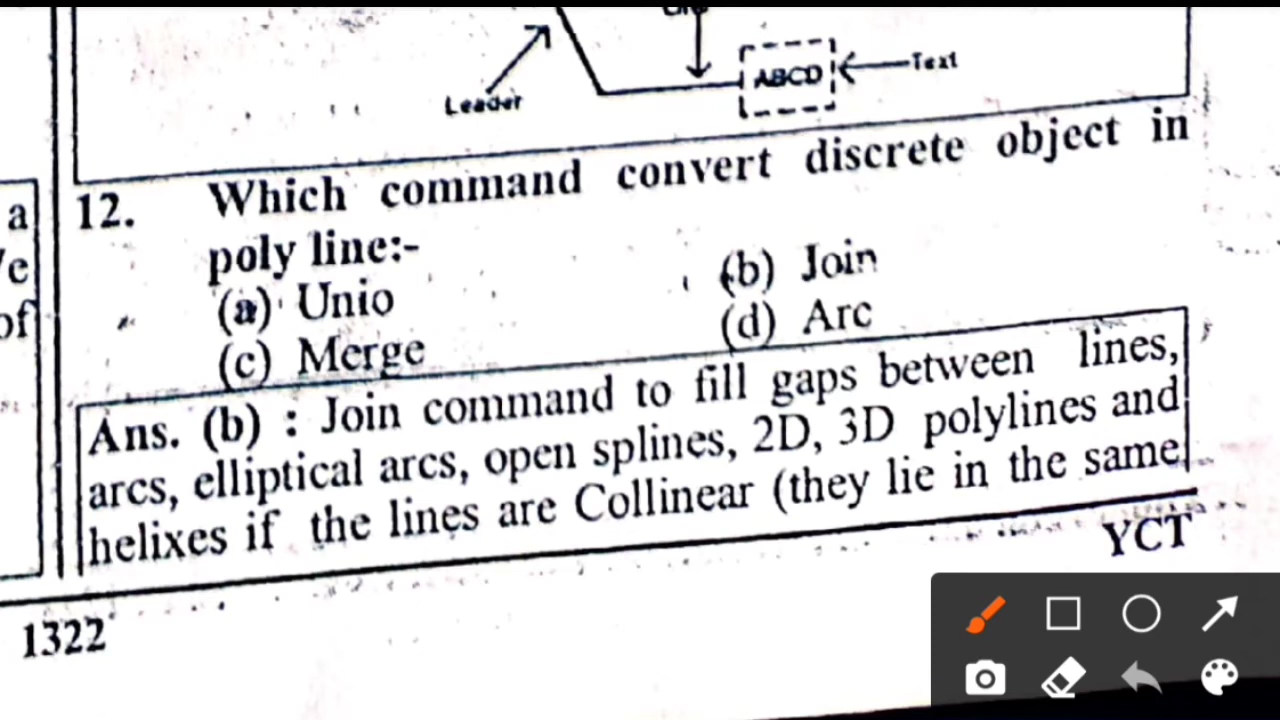 ABCD
Text
Leader
12. Which command convert discrete object in
poly line:-
(a) Unio
(b) Join
(c) Merge
(d) Arc
Ans. (b) : Join command to fill gaps between lines,
arcs, elliptical arcs, open splines, 2D, 3D polylines and
helixes if the lines are Collinear (they lie in the same
YCT
1322
a
of